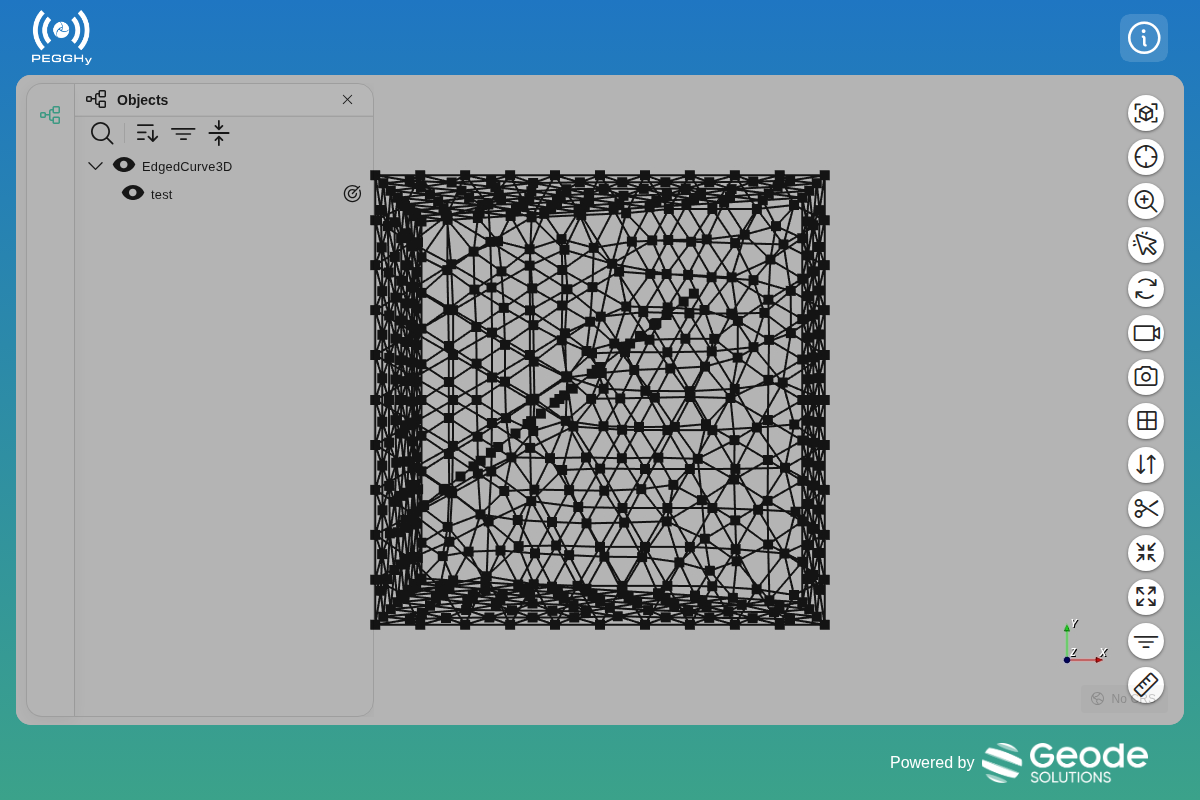 PEGGHy
Objects
EdgedCurve3D
test
Y
Z
X
No CRS
Powered by
Geode
SOLUTIONS